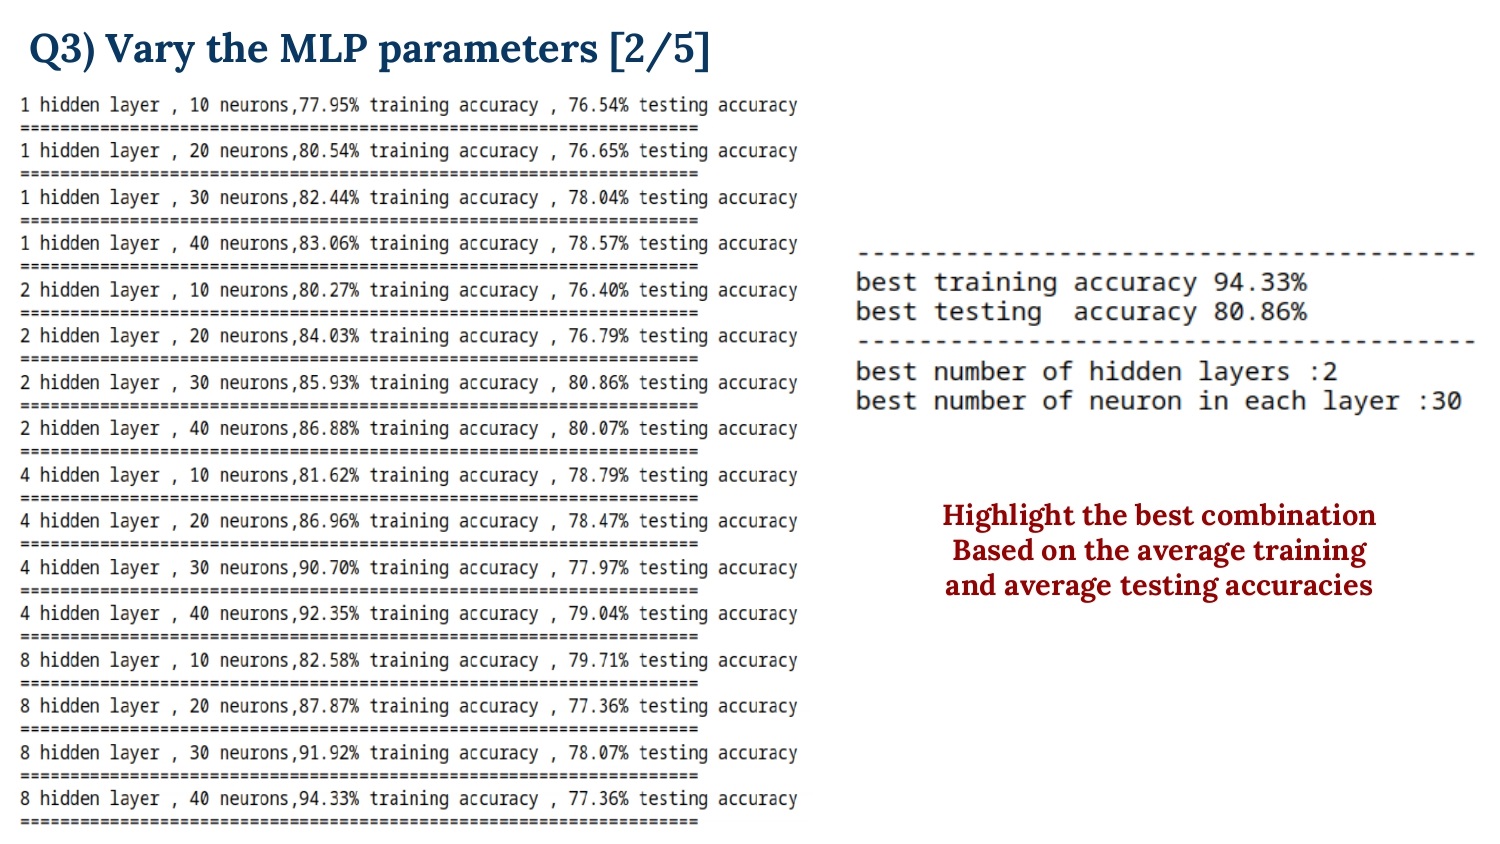 Q3) Vary the MLP parameters [2/5]
1 hidden layer , 10 neurons,77.95% training accuracy , 76.54% testing accuracy
====================================================================
1 hidden layer , 20 neurons,80.54% training accuracy , 76.65% testing accuracy
====================================================================
1 hidden layer , 30 neurons,82.44% training accuracy , 78.04% testing accuracy
====================================================================
1 hidden layer , 40 neurons,83.06% training accuracy , 78.57% testing accuracy
====================================================================
2 hidden layer , 10 neurons,80.27% training accuracy , 76.40% testing accuracy
====================================================================
2 hidden layer , 20 neurons,84.03% training accuracy , 76.79% testing accuracy
====================================================================
2 hidden layer , 30 neurons,85.93% training accuracy , 80.86% testing accuracy
====================================================================
2 hidden layer , 40 neurons,86.88% training accuracy , 80.07% testing accuracy
====================================================================
4 hidden layer , 10 neurons,81.62% training accuracy , 78.79% testing accuracy
====================================================================
4 hidden layer , 20 neurons,86.96% training accuracy , 78.47% testing accuracy
====================================================================
4 hidden layer , 30 neurons,90.70% training accuracy , 77.97% testing accuracy
====================================================================
4 hidden layer , 40 neurons,92.35% training accuracy , 79.04% testing accuracy
====================================================================
8 hidden layer , 10 neurons,82.58% training accuracy , 79.71% testing accuracy
====================================================================
8 hidden layer , 20 neurons,87.87% training accuracy , 77.36% testing accuracy
====================================================================
8 hidden layer , 30 neurons,91.92% training accuracy , 78.07% testing accuracy
====================================================================
8 hidden layer , 40 neurons,94.33% training accuracy , 77.36% testing accuracy
====================================================================
----------------------------------------
best training accuracy 94.33%
best testing  accuracy 80.86%
----------------------------------------
best number of hidden layers :2
best number of neuron in each layer :30
Highlight the best combination
Based on the average training
and average testing accuracies